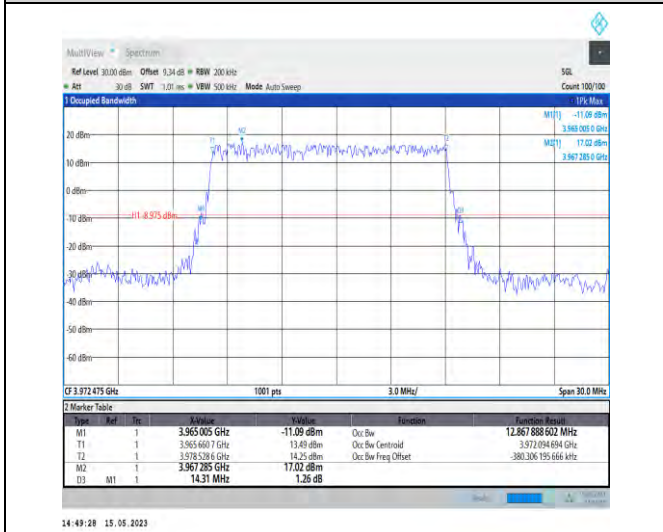 MultiView Spectrum
Ref Level 30.00 dBm Offset 9.34 dB RBW 200 kHz SGL
Att 30 dB SWT 1.01 ms VBW 500 kHz Mode Auto Sweep Count 100/100
1 Occupied Bandwidth 1Pk Max
M1[1] -11.09 dBm
3.965 005 0 GHz
M2[1] 17.02 dBm
3.967 285 0 GHz
M2
T1
20 dBm
10 dBm
0 dBm
M1
D3
-10 dBm H1 -8.975 dBm
-20 dBm
-30 dBm
-40 dBm
-50 dBm
-60 dBm
CF 3.972 475 GHz 1001 pts 3.0 MHz/ Span 30.0 MHz
2 Marker Table
Type Ref Trc X-Value Y-Value Function Function Result
M1 1 3.965 005 GHz -11.09 dBm Occ Bw 12.867 888 602 MHz
T1 1 3.965 660 7 GHz 13.49 dBm Occ Bw Centroid 3.972 094 694 GHz
T2 1 3.978 528 6 GHz 14.25 dBm Occ Bw Freq Offset -380.306 195 666 kHz
M2 1 3.967 285 GHz 17.02 dBm
D3 M1 1 14.31 MHz 1.26 dB
14:49:28 15.05.2023